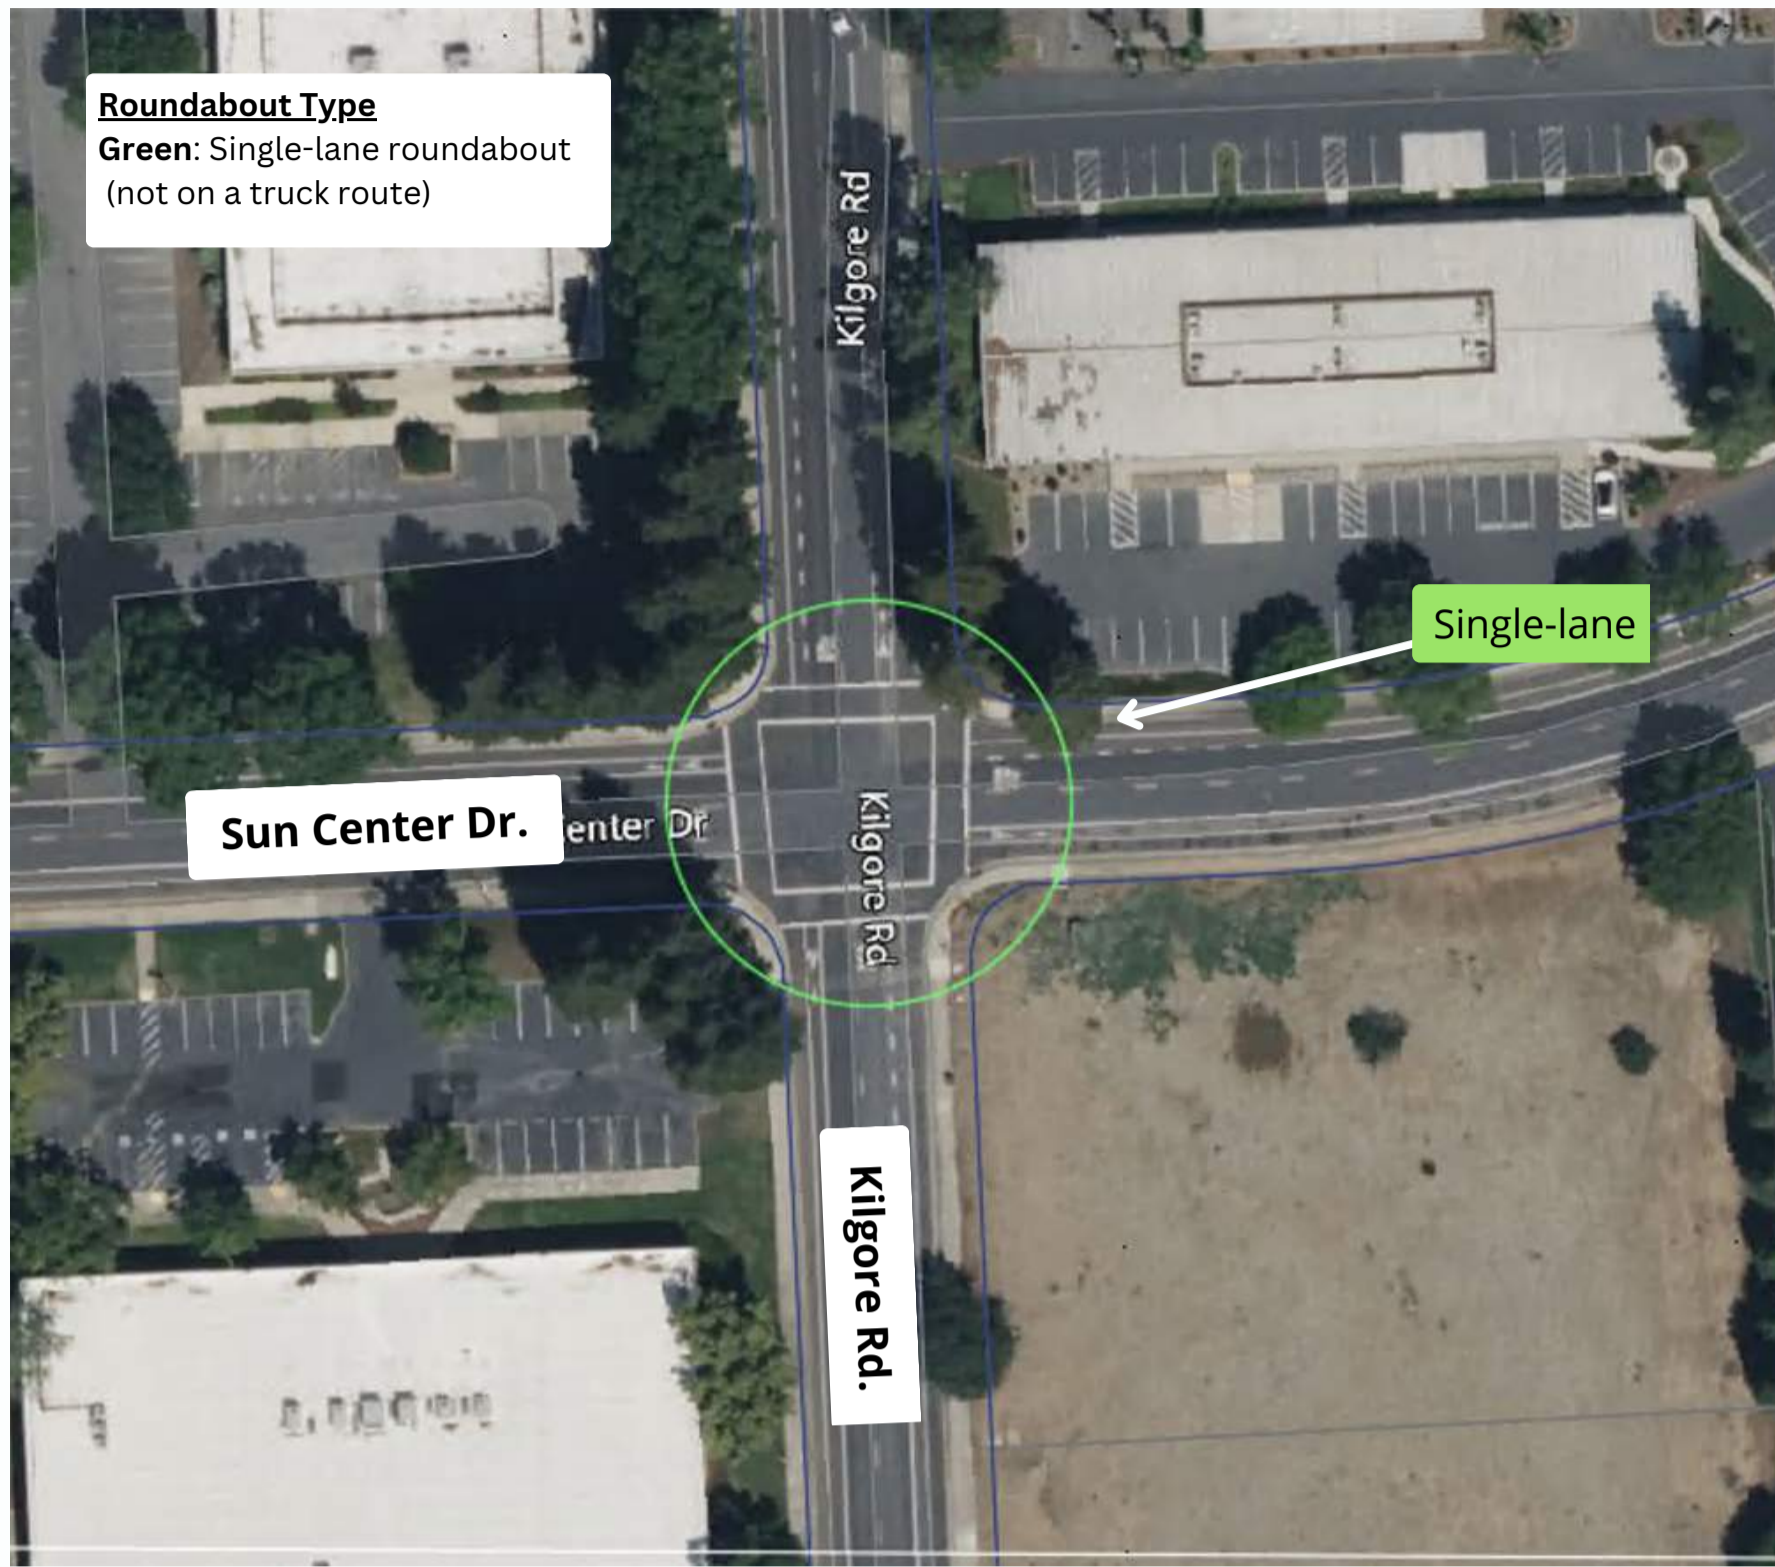 Roundabout Type
Green: Single-lane roundabout
(not on a truck route)
Kilgore Rd
Single-lane
Sun Center Dr.
enter Dr
Kilgore Rd
Kilgore Rd.